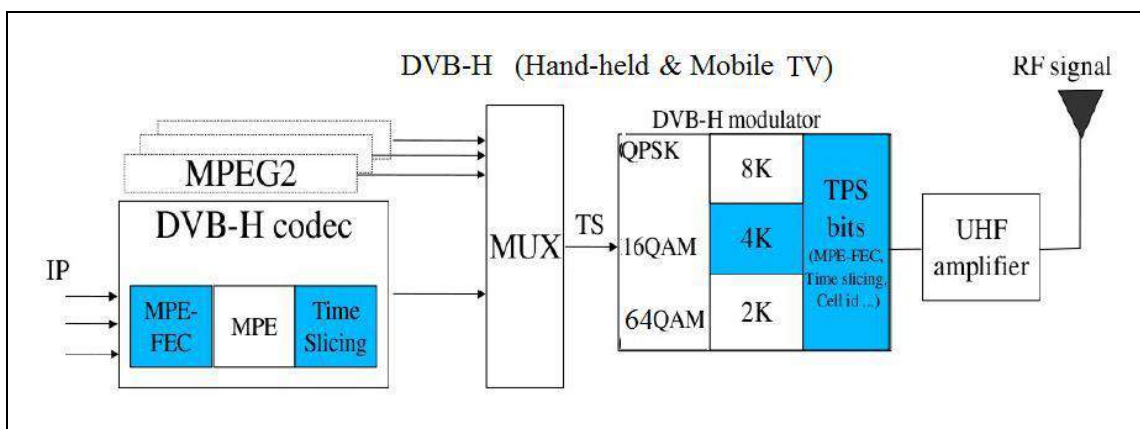 DVB-H (Hand-held & Mobile TV)
RF signal
DVB-H modulator
MPEG2
DVB-H codec
IP
MPE-
FEC
MPE
Time
Slicing
MUX
TS
QPSK
16QAM
64QAM
8K
4K
2K
TPS
bits
(MPE-FEC,
Time slicing,
Cell id ...)
UHF
amplifier